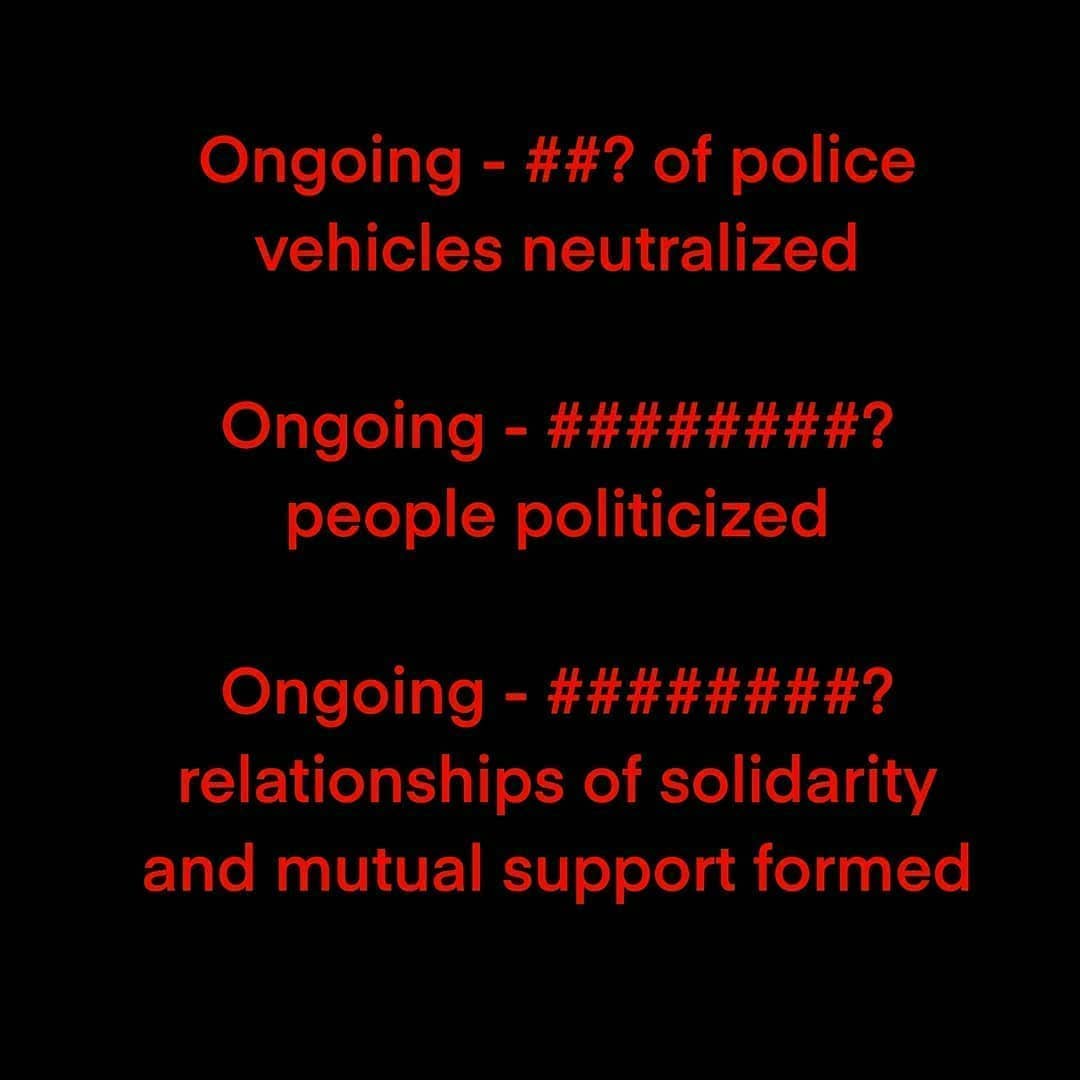 Ongoing - ##? of police
vehicles neutralized
Ongoing - ########?
people politicized
Ongoing - ########?
relationships of solidarity
and mutual support formed